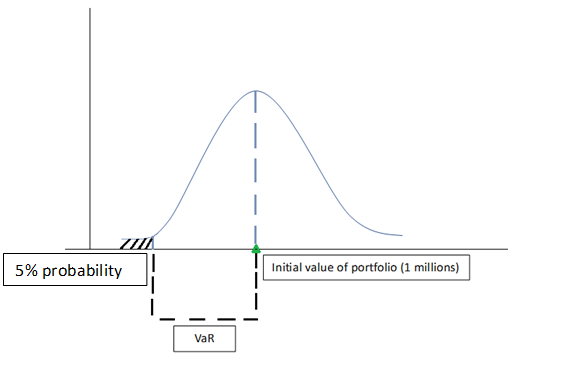 5% probability
Initial value of portfolio (1 millions)
VaR